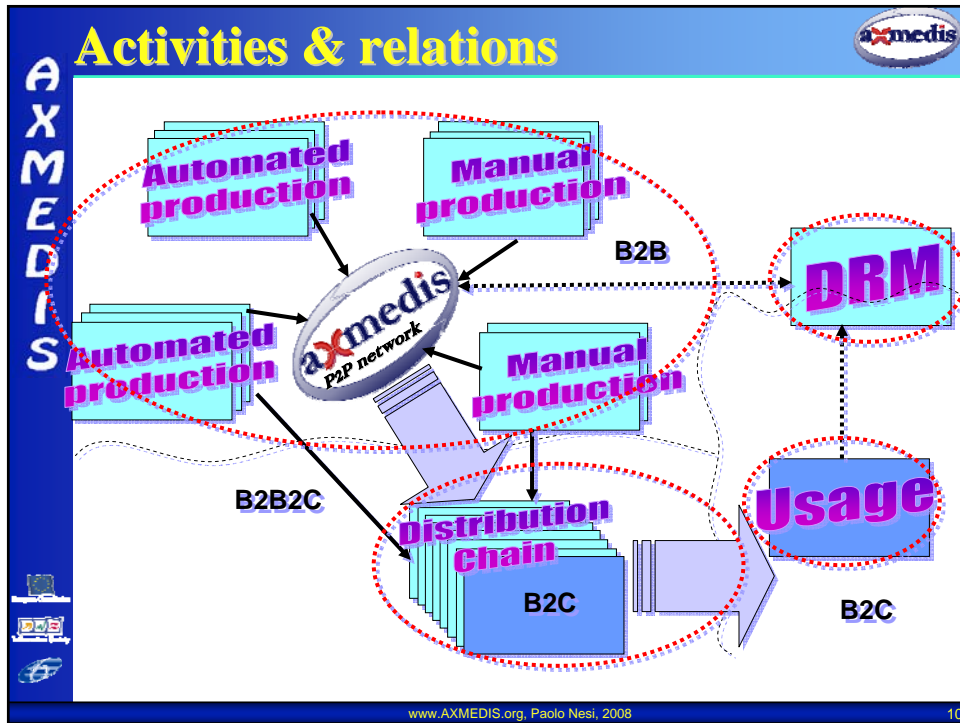 Activities & relations
axmedis
AXMEDIS
Automated
production
Manual
production
B2B
DRM
axmedis
P2P network
Automated
production
Manual
production
B2B2C
Distribution
Chain
B2C
Usage
B2C
www.AXMEDIS.org, Paolo Nesi, 2008
10